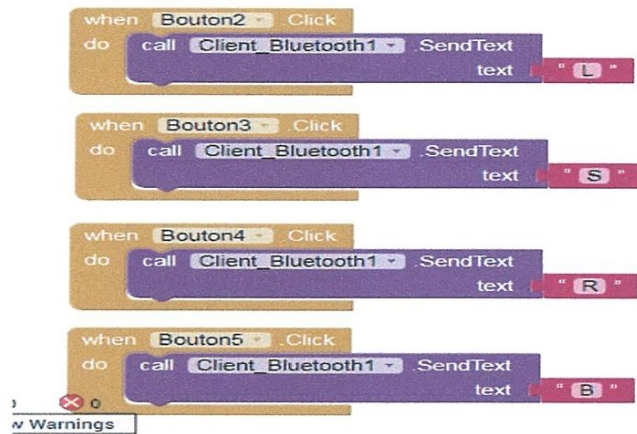 when Bouton2 .Click
do call Client_Bluetooth1 .SendText
text " L "
when Bouton3 .Click
do call Client_Bluetooth1 .SendText
text " S "
when Bouton4 .Click
do call Client_Bluetooth1 .SendText
text " R "
when Bouton5 .Click
do call Client_Bluetooth1 .SendText
text " B "
0
Warnings